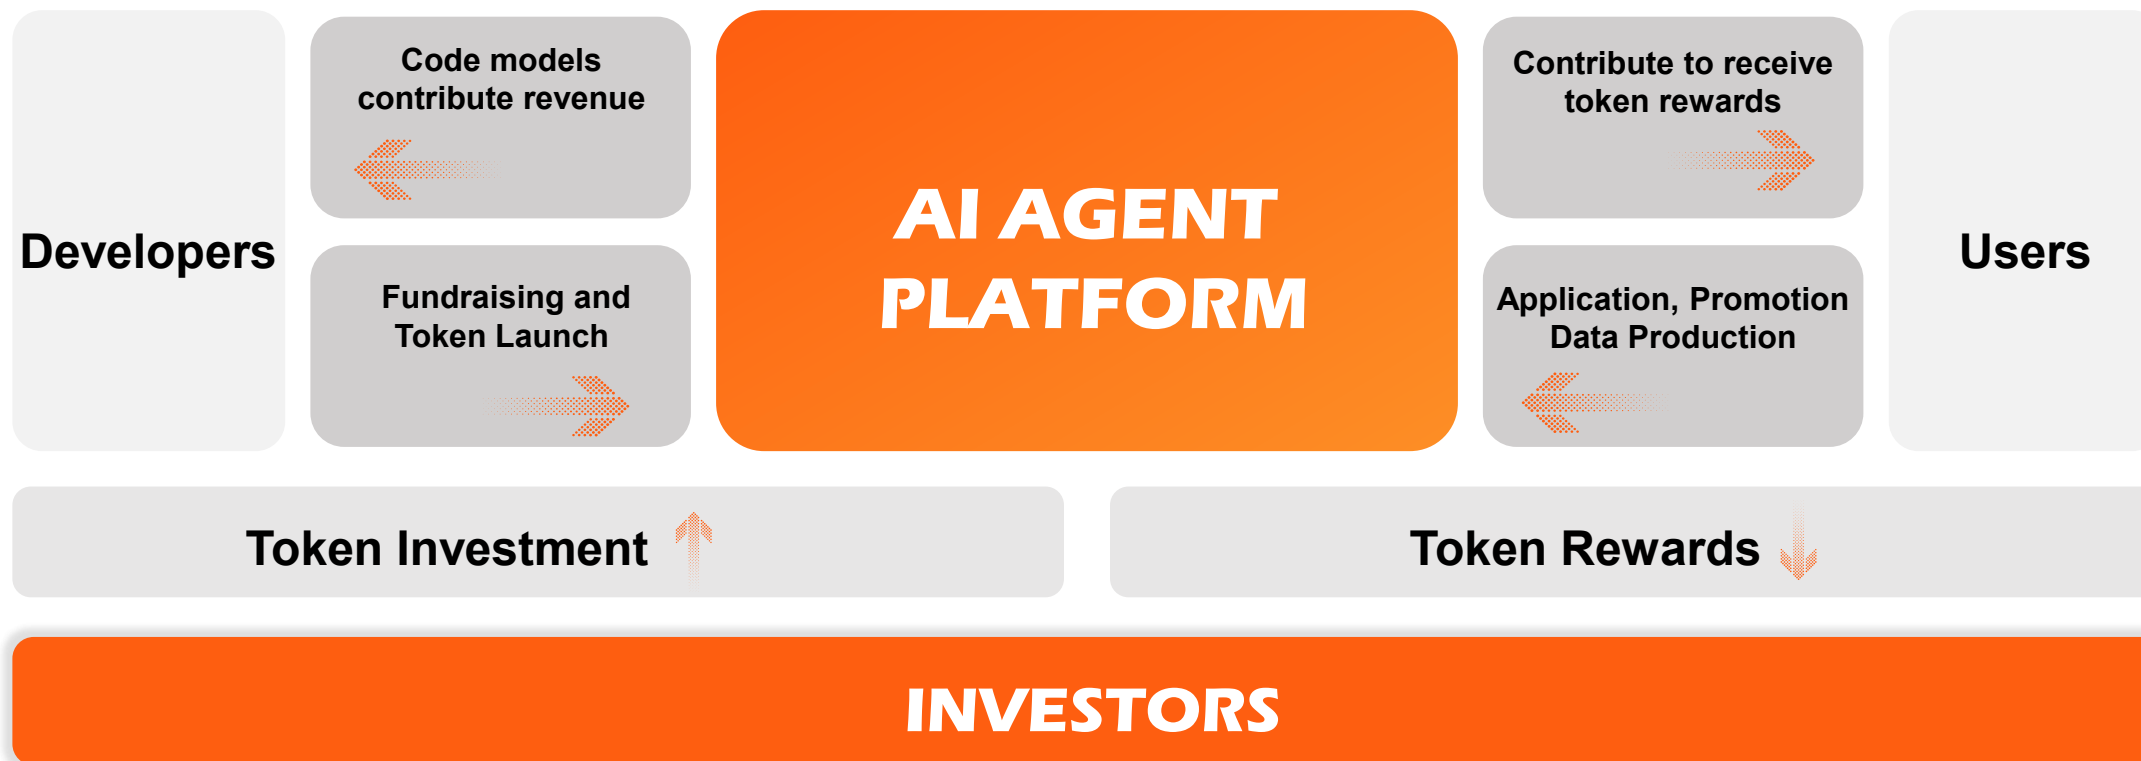 Developers
Code models
contribute revenue
Fundraising and
Token Launch
AI AGENT
PLATFORM
Contribute to receive
token rewards
Application, Promotion
Data Production
Users
Token Investment
Token Rewards
INVESTORS